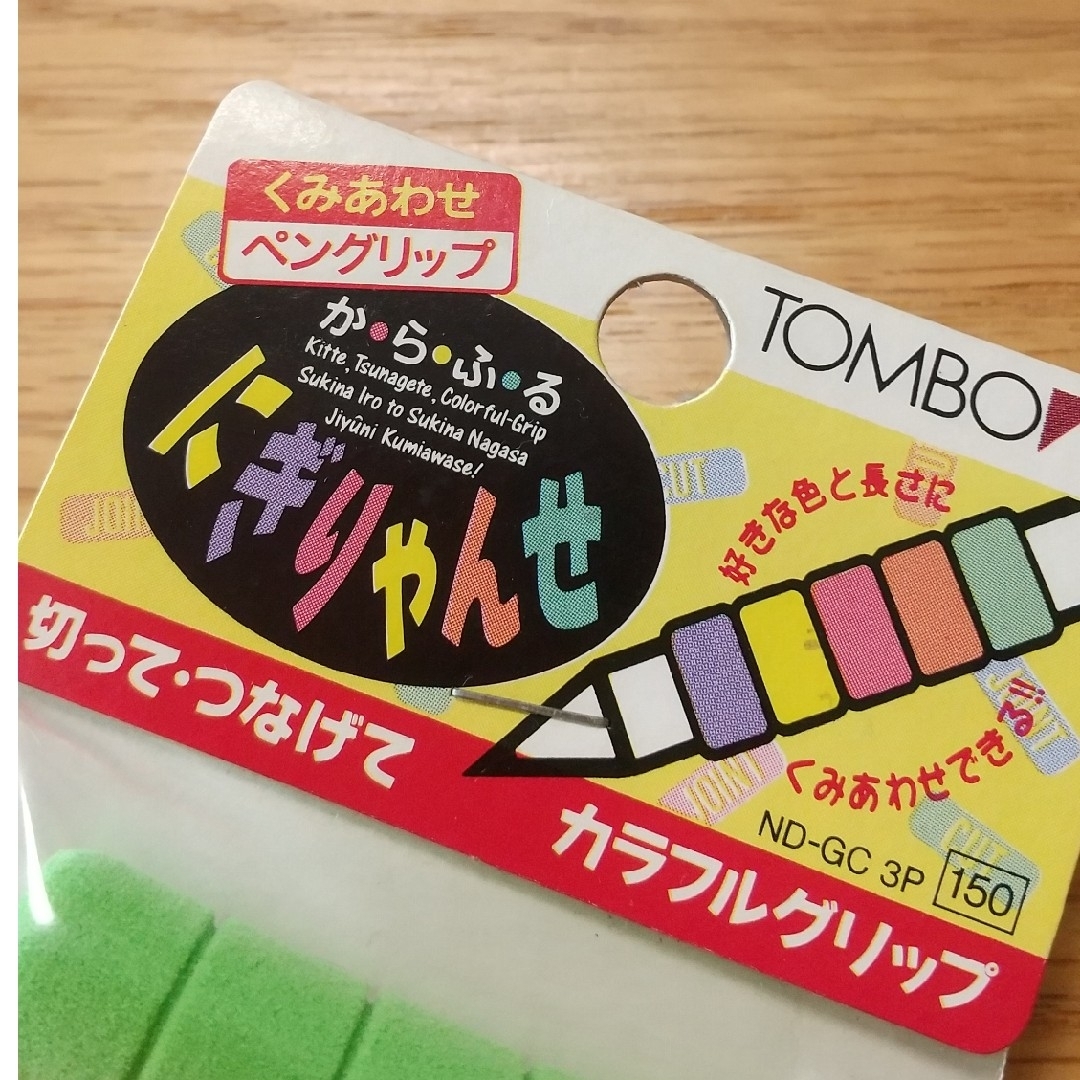 くみあわせ
ペングリップ
TOMBO
か・ら・ふ・る
Kitte, Tsunagete, Colorful-Grip
Sukina Iro to Sukina Nagasa
Jiyûni Kumiawase!
にぎりゃんせ
好きな色と長さに
くみあわせできる!!
JOINT
CUT
JOINT
JOINT
CUT
ND-GC 3P 150
切って・つなげて
カラフルグリップ